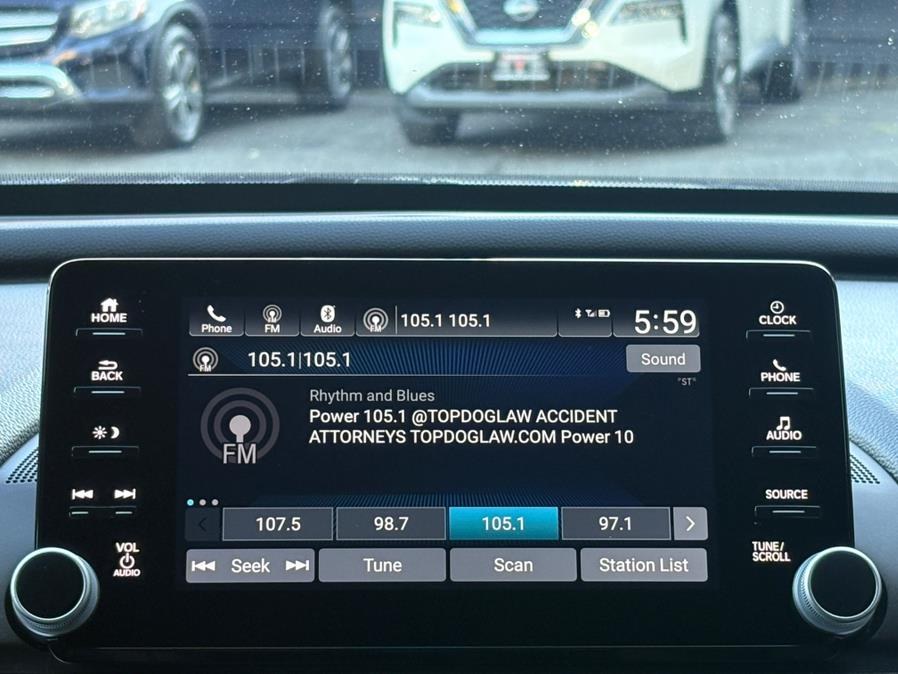 HOME
BACK
VOL
AUDIO
Phone
FM
Audio
FM
105.1 105.1
5:59
FM
105.1|105.1
Sound
"ST"
Rhythm and Blues
Power 105.1 @TOPDOGLAW ACCIDENT
ATTORNEYS TOPDOGLAW.COM Power 10
FM
107.5
98.7
105.1
97.1
Seek
Tune
Scan
Station List
CLOCK
PHONE
AUDIO
SOURCE
TUNE/
SCROLL